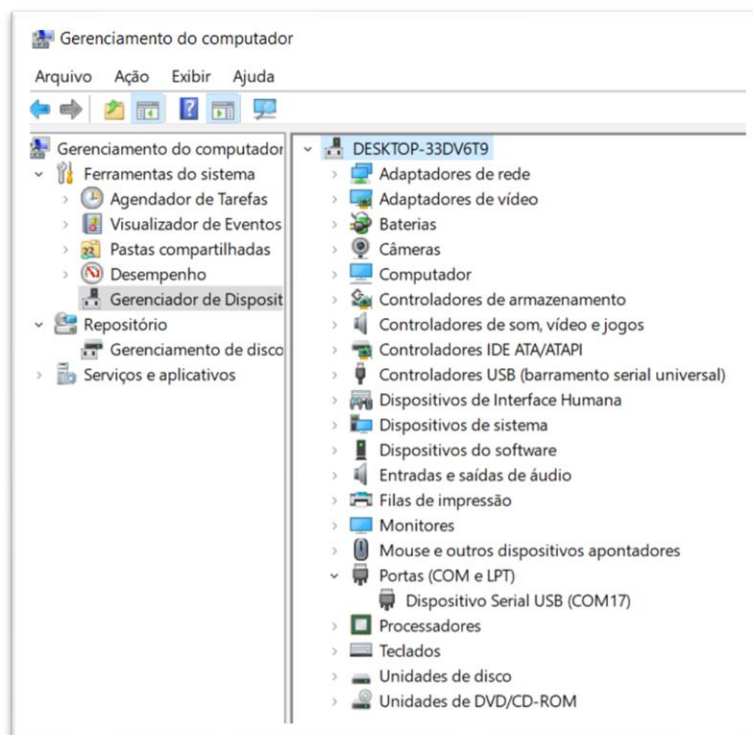 Gerenciamento do computador
Arquivo Ação Exibir Ajuda
Gerenciamento do computador
Ferramentas do sistema
Agendador de Tarefas
Visualizador de Eventos
Pastas compartilhadas
Desempenho
Gerenciador de Disposit
Repositório
Gerenciamento de disco
Serviços e aplicativos
DESKTOP-33DV6T9
Adaptadores de rede
Adaptadores de vídeo
Baterias
Câmeras
Computador
Controladores de armazenamento
Controladores de som, vídeo e jogos
Controladores IDE ATA/ATAPI
Controladores USB (barramento serial universal)
Dispositivos de Interface Humana
Dispositivos de sistema
Dispositivos do software
Entradas e saídas de áudio
Filas de impressão
Monitores
Mouse e outros dispositivos apontadores
Portas (COM e LPT)
Dispositivo Serial USB (COM17)
Processadores
Teclados
Unidades de disco
Unidades de DVD/CD-ROM